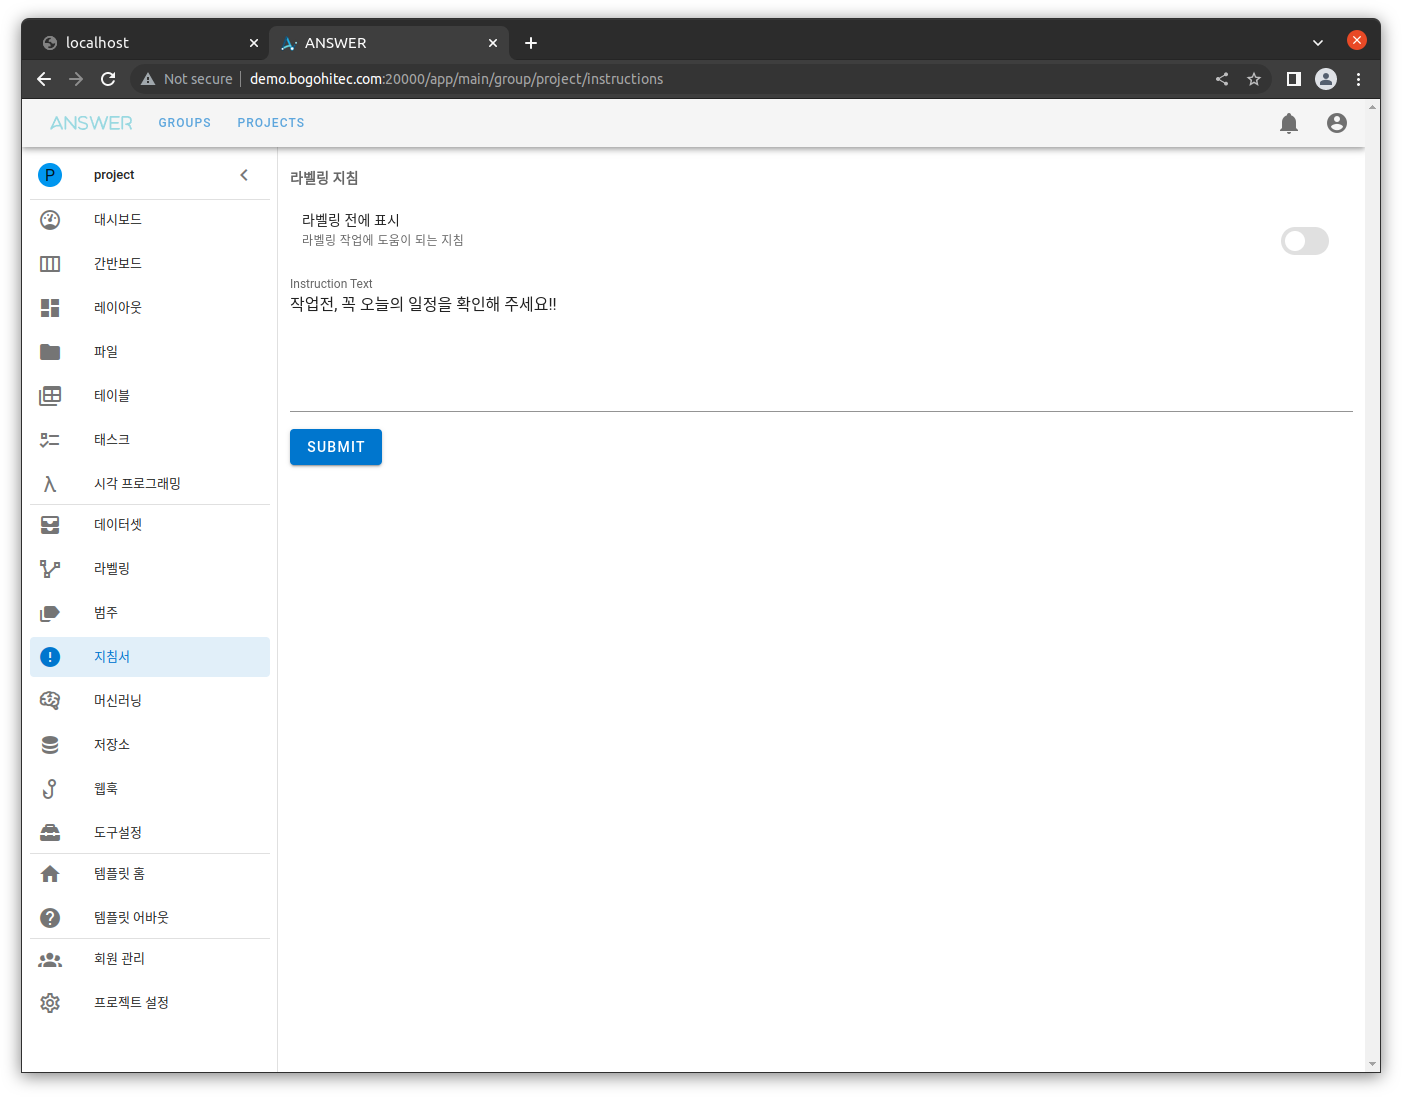 localhost
ANSWER
Not secure
demo.bogohitec.com:20000/app/main/group/project/instructions
ANSWER
GROUPS
PROJECTS
P
project
대시보드
간반보드
레이아웃
파일
테이블
태스크
시각 프로그래밍
데이터셋
라벨링
범주
지침서
머신러닝
저장소
웹훅
도구설정
템플릿 홈
템플릿 어바웃
회원 관리
프로젝트 설정
라벨링 지침
라벨링 전에 표시
라벨링 작업에 도움이 되는 지침
Instruction Text
작업전, 꼭 오늘의 일정을 확인해 주세요!!
SUBMIT